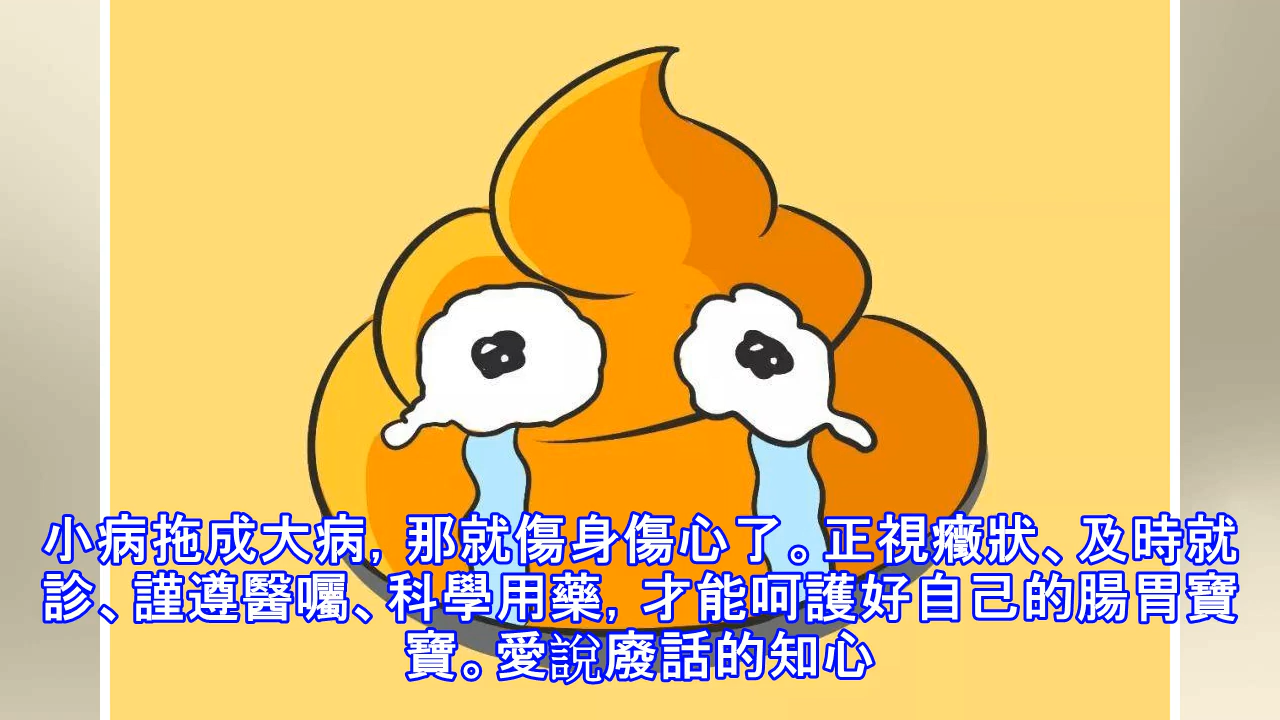 小病拖成大病，那就傷身傷心了。正視癥狀、及時就
診、謹遵醫囑、科學用藥，才能呵護好自己的腸胃寶
寶。愛説廢話的知心